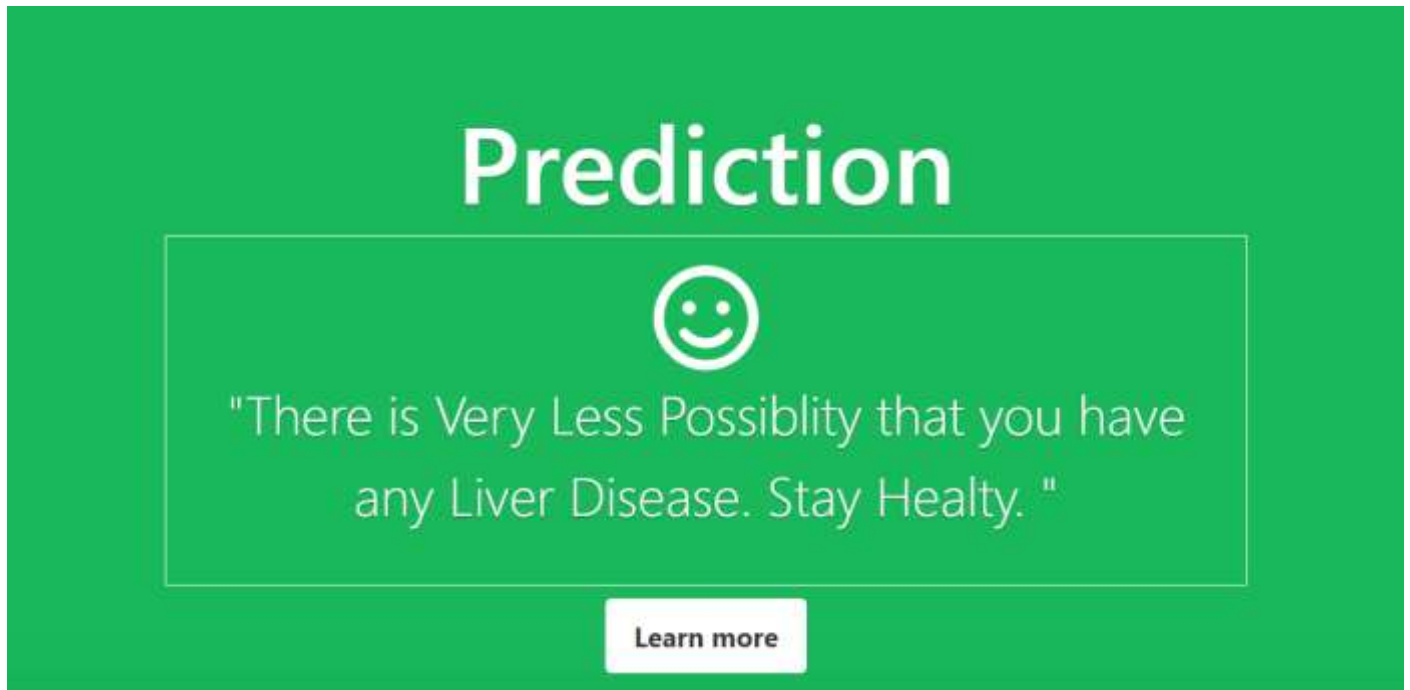 Prediction
"There is Very Less Possiblity that you have
any Liver Disease. Stay Healty. "
Learn more